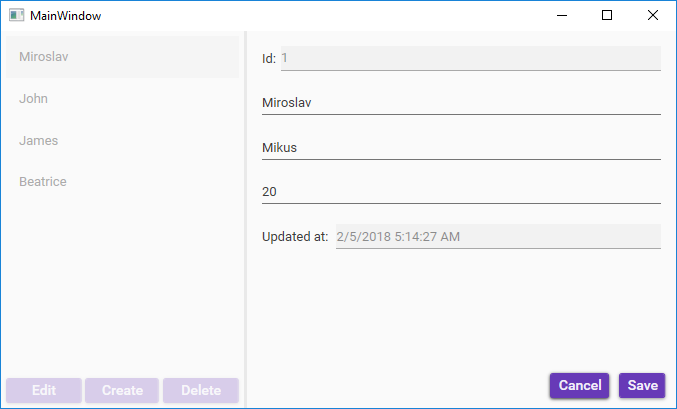 MainWindow
Miroslav
John
James
Beatrice
Edit Create Delete
Id: 1
Miroslav
Mikus
20
Updated at: 2/5/2018 5:14:27 AM
Cancel Save